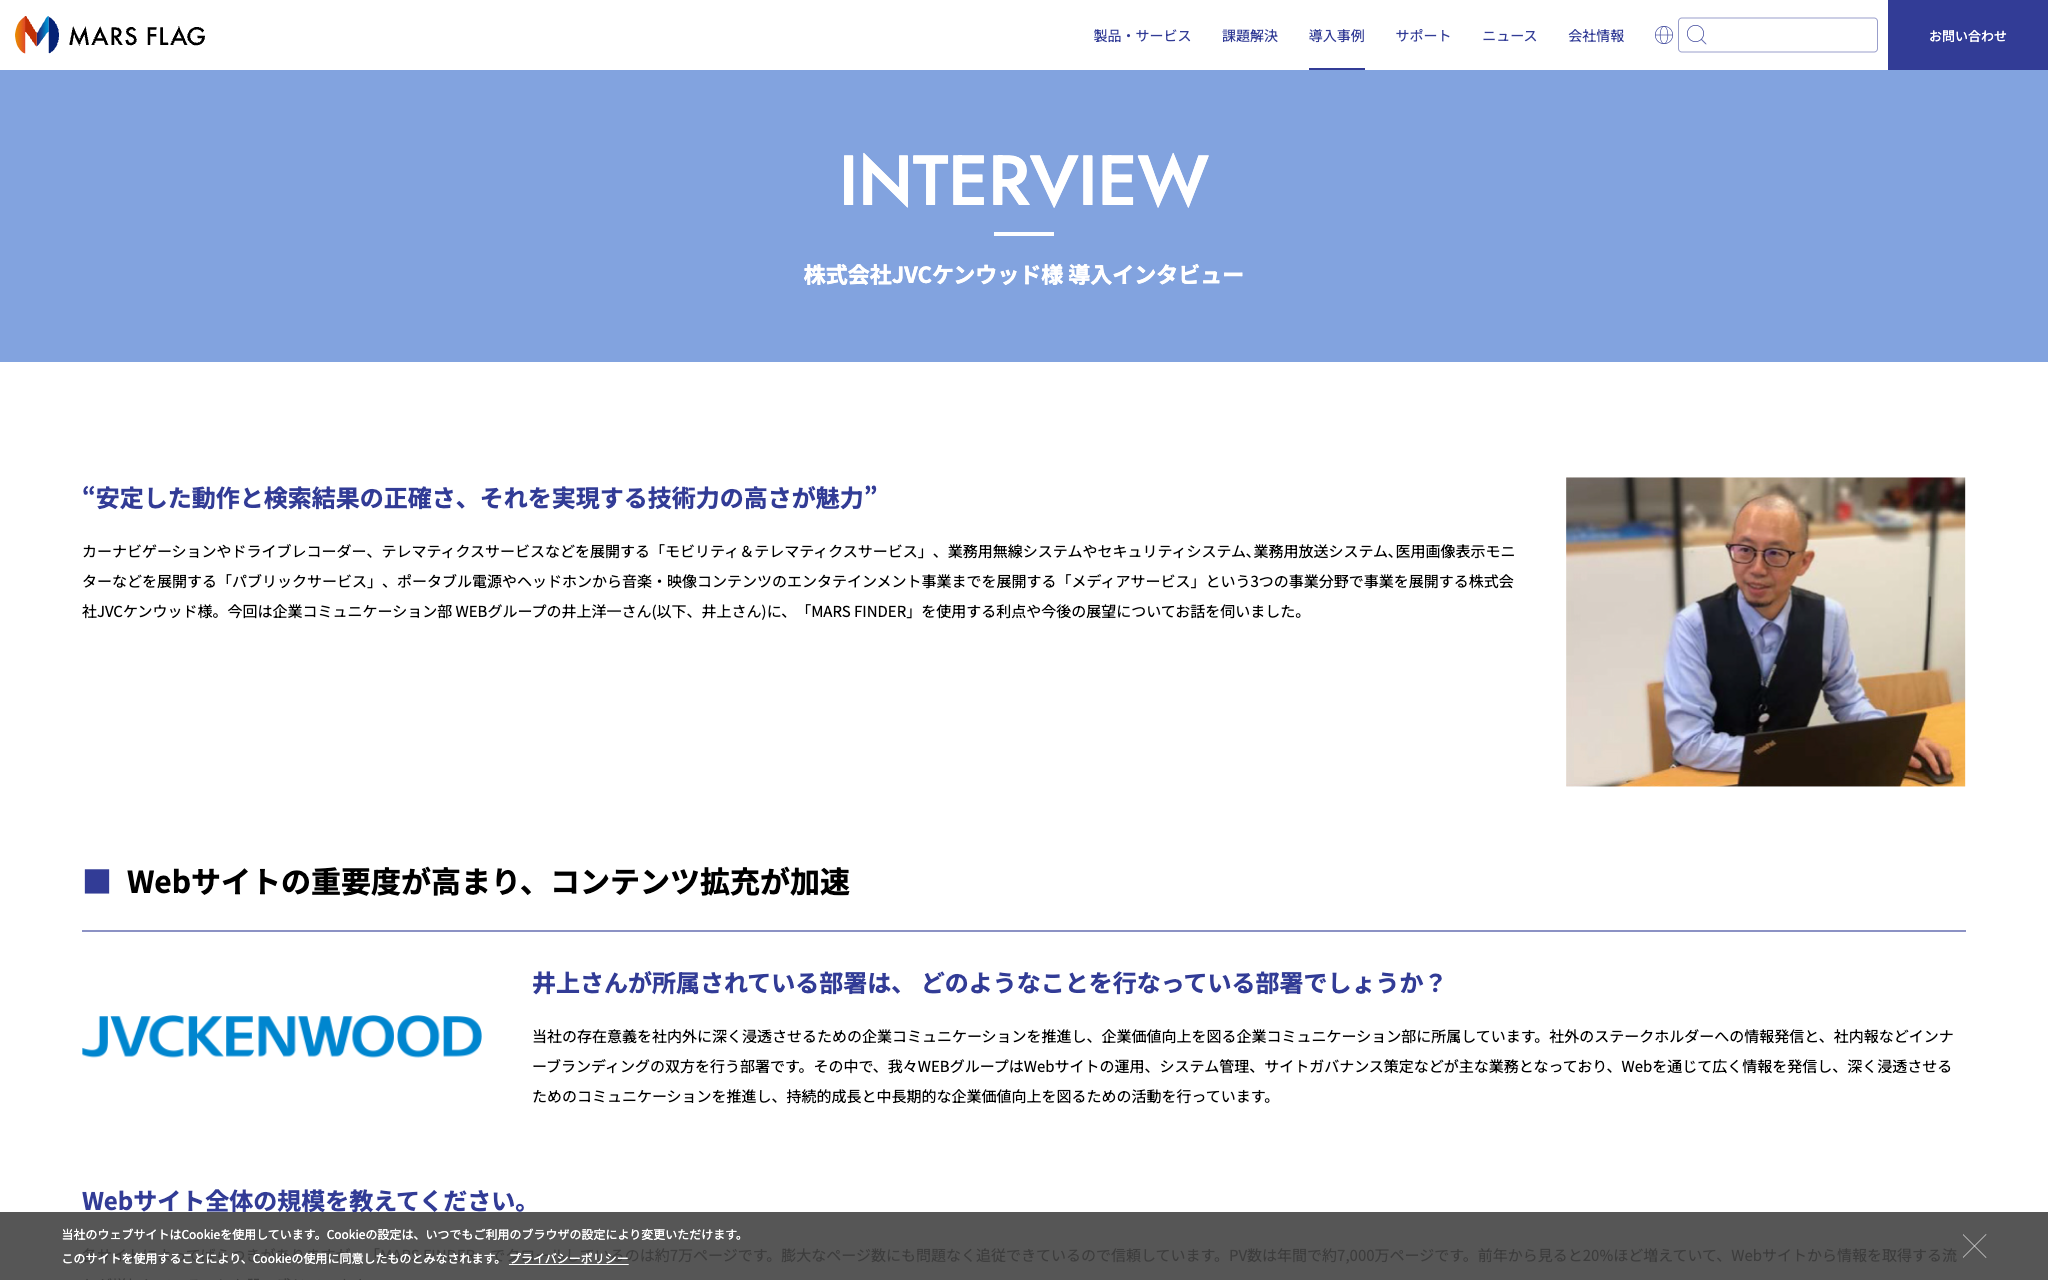 MARS FLAG
製品・サービス 課題解決 導入事例 サポート ニュース 会社情報 お問い合わせ
INTERVIEW
株式会社JVCケンウッド様 導入インタビュー
“安定した動作と検索結果の正確さ、それを実現する技術力の高さが魅力”
カーナビゲーションやドライブレコーダー、テレマティクスサービスなどを展開する「モビリティ＆テレマティクスサービス」、業務用無線システムやセキュリティシステム、業務用放送システム、医用画像表示モニ
ターなどを展開する「パブリックサービス」、ポータブル電源やヘッドホンから音楽・映像コンテンツのエンタテインメント事業までを展開する「メディアサービス」という3つの事業分野で事業を展開する株式会
社JVCケンウッド様。今回は企業コミュニケーション部 WEBグループの井上洋一さん(以下、井上さん)に、「MARS FINDER」を使用する利点や今後の展望についてお話を伺いました。
ThinkPad
■ Webサイトの重要度が高まり、コンテンツ拡充が加速
JVCKENWOOD
井上さんが所属されている部署は、 どのようなことを行なっている部署でしょうか？
当社の存在意義を社内外に深く浸透させるための企業コミュニケーションを推進し、企業価値向上を図る企業コミュニケーション部に所属しています。社外のステークホルダーへの情報発信と、社内報などインナ
ーブランディングの双方を行う部署です。その中で、我々WEBグループはWebサイトの運用、システム管理、サイトガバナンス策定などが主な業務となっており、Webを通じて広く情報を発信し、深く浸透させる
ためのコミュニケーションを推進し、持続的成長と中長期的な企業価値向上を図るための活動を行っています。
Webサイト全体の規模を教えてください。
当社のウェブサイトはCookieを使用しています。Cookieの設定は、いつでもご利用のブラウザの設定により変更いただけます。
このサイトを使用することにより、Cookieの使用に同意したものとみなされます。 プライバシーポリシー
のは約7万ページです。膨大なページ数にも問題なく追従できているので信頼しています。PV数は年間で約7,000万ページです。前年から見ると20%ほど増えていて、Webサイトから情報を取得する流